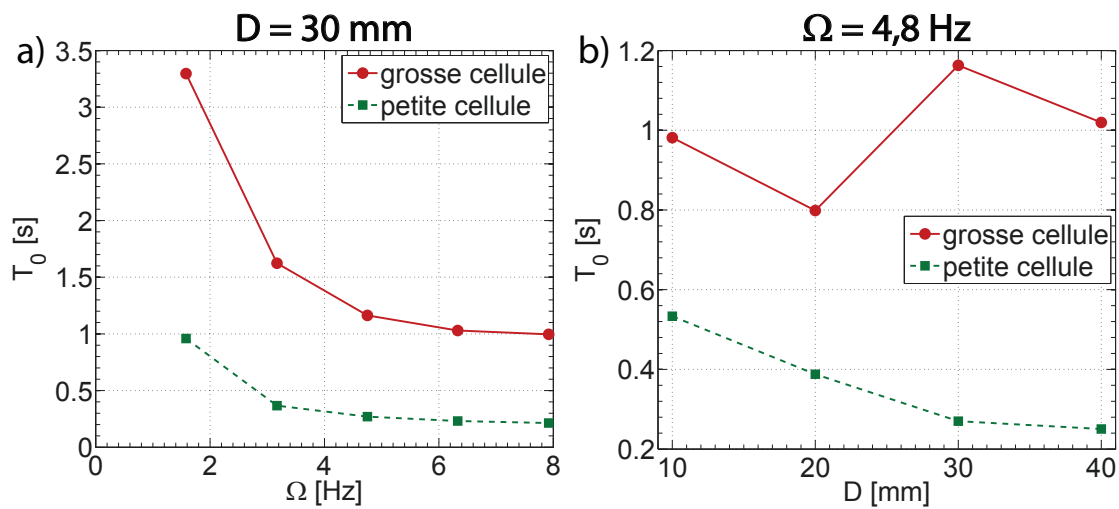 a)
D = 30 mm
3.5
3
2.5
2
1.5
1
0.5
0
T0 [s]
grosse cellule
petite cellule
0 2 4 6 8
Ω [Hz]
b)
Ω = 4,8 Hz
1.2
1
0.8
0.6
0.4
0.2
T0 [s]
grosse cellule
petite cellule
10 20 30 40
D [mm]